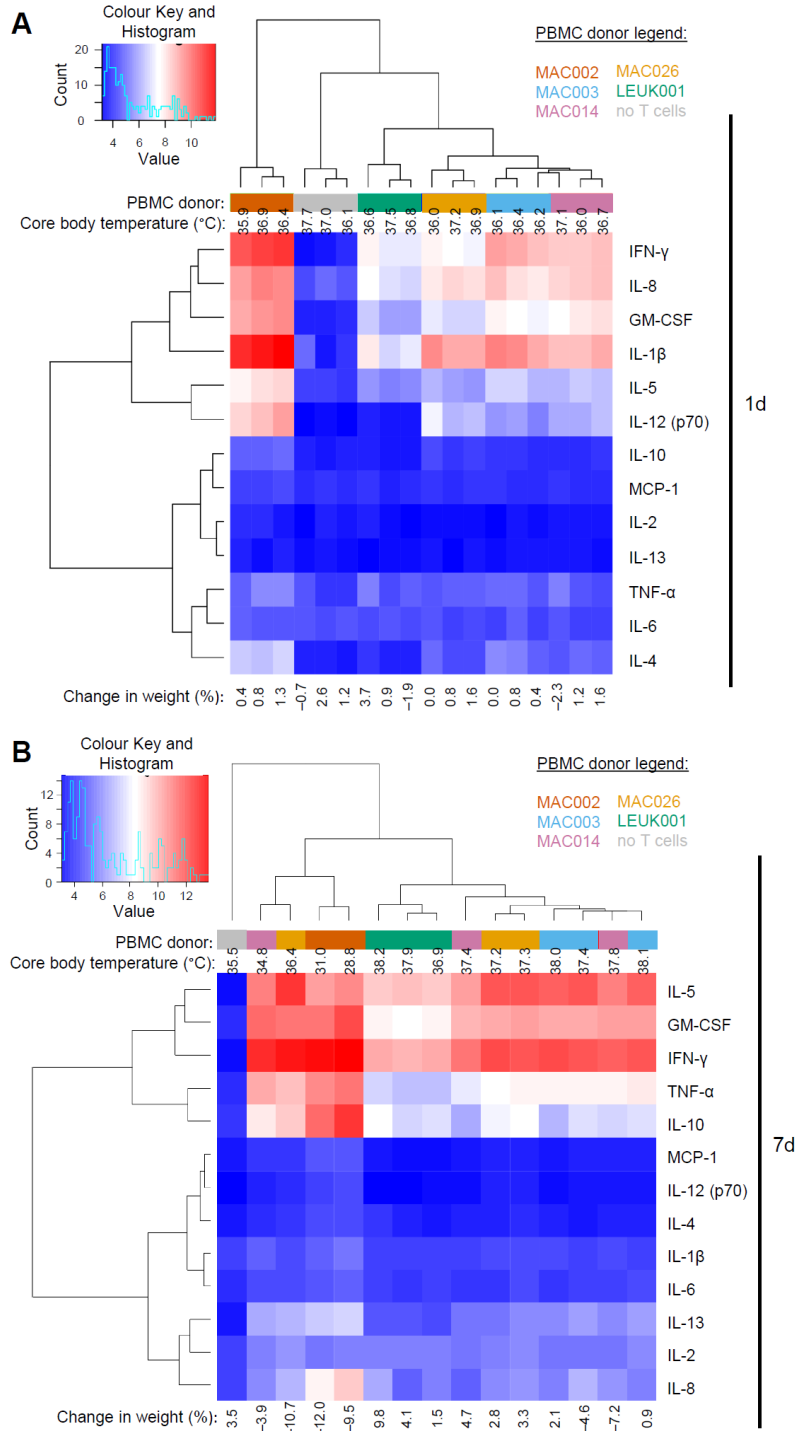 A
Colour Key and
Histogram
20
15
10
5
0
Count
4 6 8 10
Value
PBMC donor legend:
MAC002 MAC026
MAC003 LEUK001
MAC014 no T cells
PBMC donor:
Core body temperature (°C):
35.9 36.9 36.4 37.7 37.0 36.1 36.6 37.5 36.8 36.0 37.2 36.9 36.1 36.4 36.2 37.1 36.0 36.7
IFN-γ
IL-8
GM-CSF
IL-1β
IL-5
IL-12 (p70)
IL-10
MCP-1
IL-2
IL-13
TNF-α
IL-6
IL-4
1d
Change in weight (%):
0.4 0.8 1.3 −0.7 2.6 1.2 3.7 0.9 −1.9 0.0 0.8 1.6 0.0 0.8 0.4 −2.3 1.2 1.6
B
Colour Key and
Histogram
12
8
4
0
Count
4 6 8 10 12
Value
PBMC donor legend:
MAC002 MAC026
MAC003 LEUK001
MAC014 no T cells
PBMC donor:
Core body temperature (°C):
35.5 34.8 36.4 31.0 28.8 38.2 37.9 36.9 37.4 37.2 37.3 38.0 37.4 37.8 38.1
IL-5
GM-CSF
IFN-γ
TNF-α
IL-10
MCP-1
IL-12 (p70)
IL-4
IL-1β
IL-6
IL-13
IL-2
IL-8
7d
Change in weight (%):
3.5 −3.9 −10.7 −12.0 −9.5 9.8 4.1 1.5 4.7 2.8 3.3 2.1 −4.6 −7.2 0.9